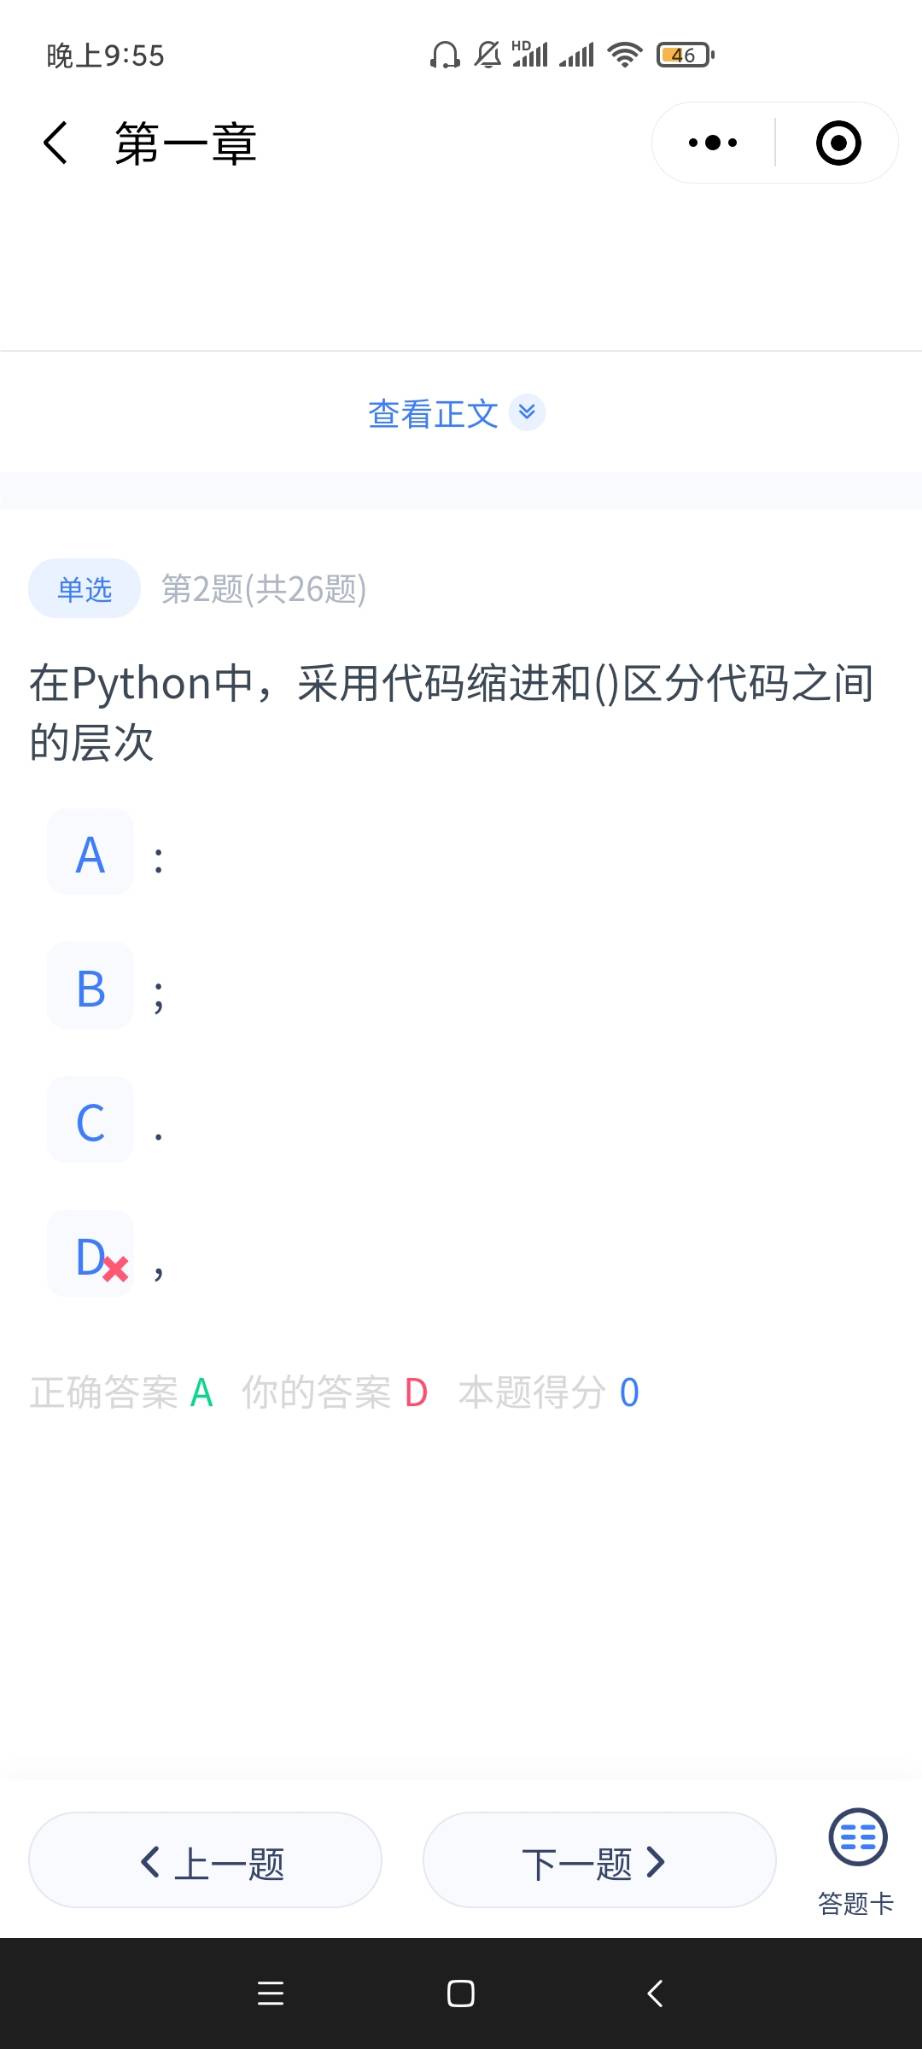 晚上9:55
HD
46
第一章
查看正文
单选 第2题(共26题)
在Python中，采用代码缩进和()区分代码之间
的层次
A :
B ;
C .
D ,
正确答案 A 你的答案 D 本题得分 0
上一题 下一题
答题卡